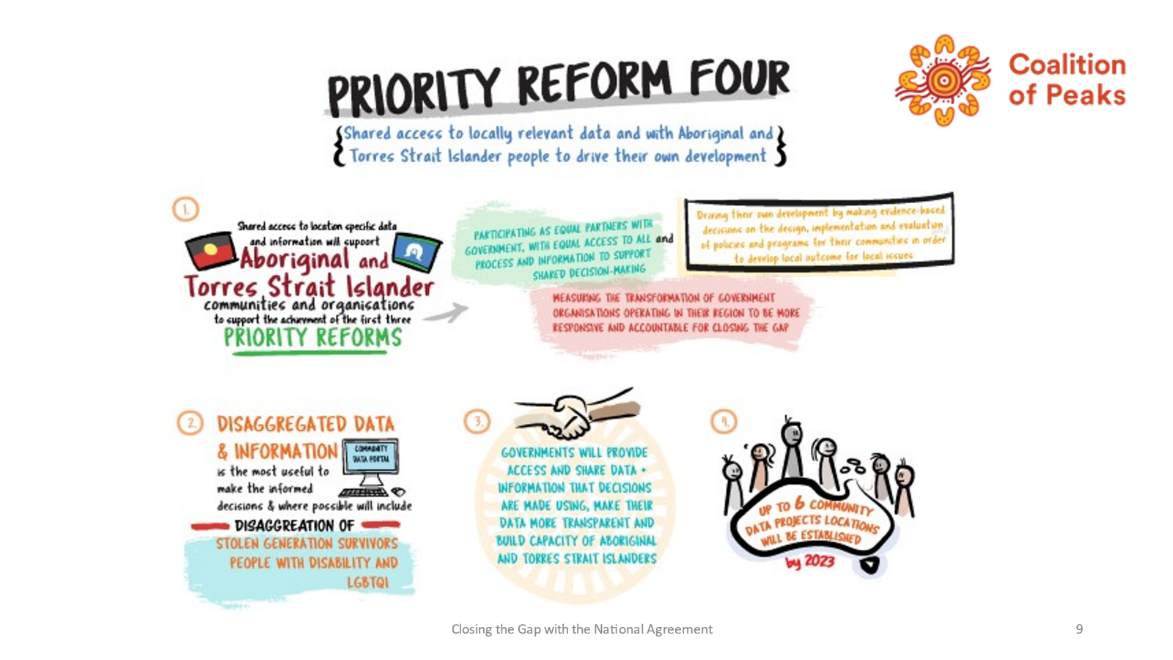 Coalition
of Peaks
PRIORITY REFORM FOUR
{Shared access to locally relevant data and with Aboriginal and}
{Torres Strait Islander people to drive their own development}
1.
Shared access to location specific data
and information will support
Aboriginal and
Torres Strait Islander
communities and organisations
to support the achievment of the first three
PRIORITY REFORMS
PARTICIPATING AS EQUAL PARTNERS WITH
GOVERNMENT, WITH EQUAL ACCESS TO ALL
PROCESS AND INFORMATION TO SUPPORT
SHARED DECISION-MAKING
and
Driving their own development by making evidence-based
decisions on the design, implementation and evaluation
of policies and programs for their communities in order
to develop local outcome for local issues
MEASURING THE TRANSFORMATION OF GOVERNMENT
ORGANISATIONS OPERATING IN THEIR REGION TO BE MORE
RESPONSIVE AND ACCOUNTABLE FOR CLOSING THE GAP
2.
DISAGGREGATED DATA
& INFORMATION
COMMUNITY
DATA PORTAL
is the most useful to
make the informed
decisions & where possible will include
DISAGGREATION OF
STOLEN GENERATION SURVIVORS
PEOPLE WITH DISABILITY AND
LGBTQI
3.
GOVERNMENTS WILL PROVIDE
ACCESS AND SHARE DATA +
INFORMATION THAT DECISIONS
ARE MADE USING, MAKE THEIR
DATA MORE TRANSPARENT AND
BUILD CAPACITY OF ABORIGINAL
AND TORRES STRAIT ISLANDERS
4.
UP TO 6 COMMUNITY
DATA PROJECTS LOCATIONS
WILL BE ESTABLISHED
by 2023
Closing the Gap with the National Agreement
9